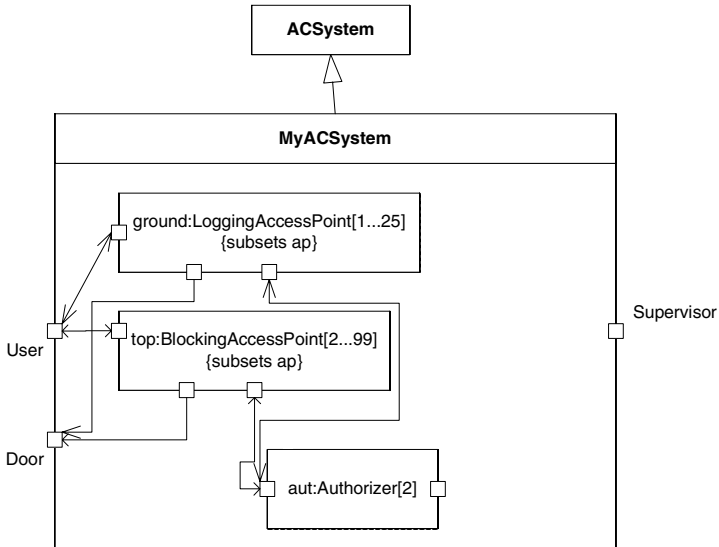 ACSystem
MyACSystem
ground:LoggingAccessPoint[1...25]
{subsets ap}
Supervisor
top:BlockingAccessPoint[2...99]
User
{subsets ap}
Door
aut:Authorizer[2]